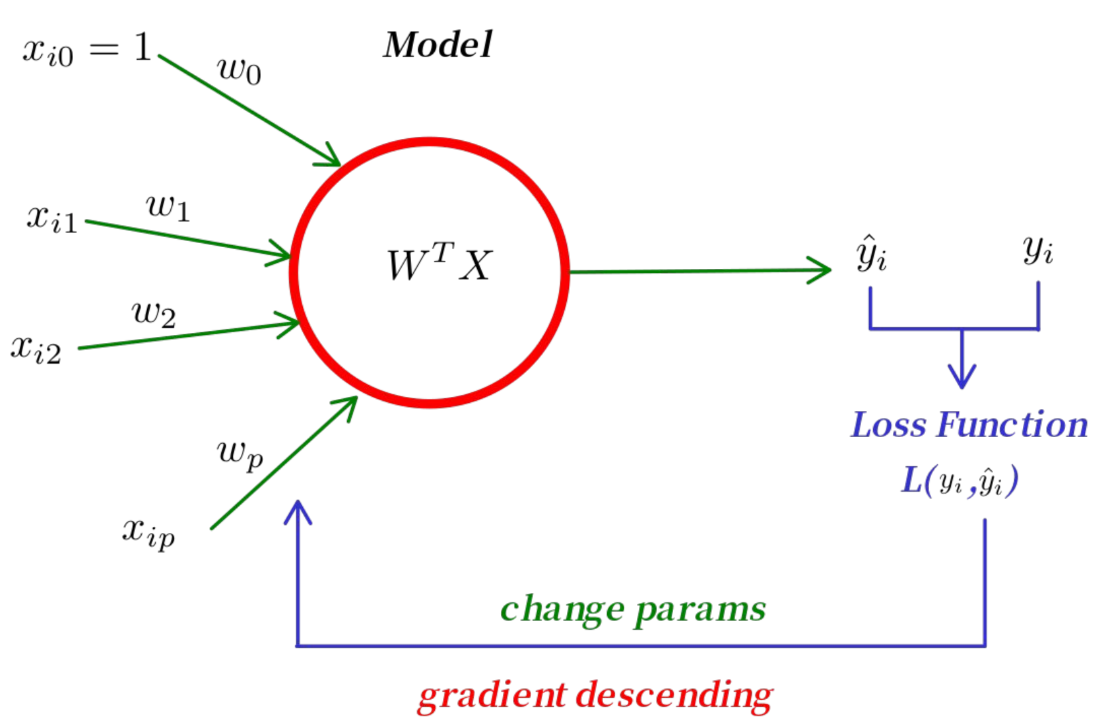 x_{i0} = 1
w_0
Model
x_{i1}
w_1
W^T X
ŷ_i
y_i
w_2
x_{i2}
Loss Function
L(y_i,ŷ_i)
w_p
x_{ip}
change params
gradient descending